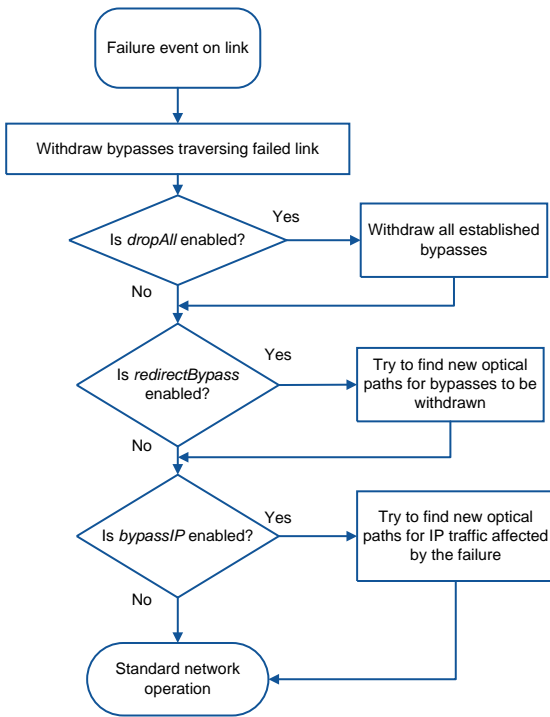 Failure event on link
Withdraw bypasses traversing failed link
Is dropAll enabled?
Yes
Withdraw all established
bypasses
No
Is redirectBypass
enabled?
Yes
Try to find new optical
paths for bypasses to be
withdrawn
No
Is bypassIP enabled?
Yes
Try to find new optical
paths for IP traffic affected
by the failure
No
Standard network
operation